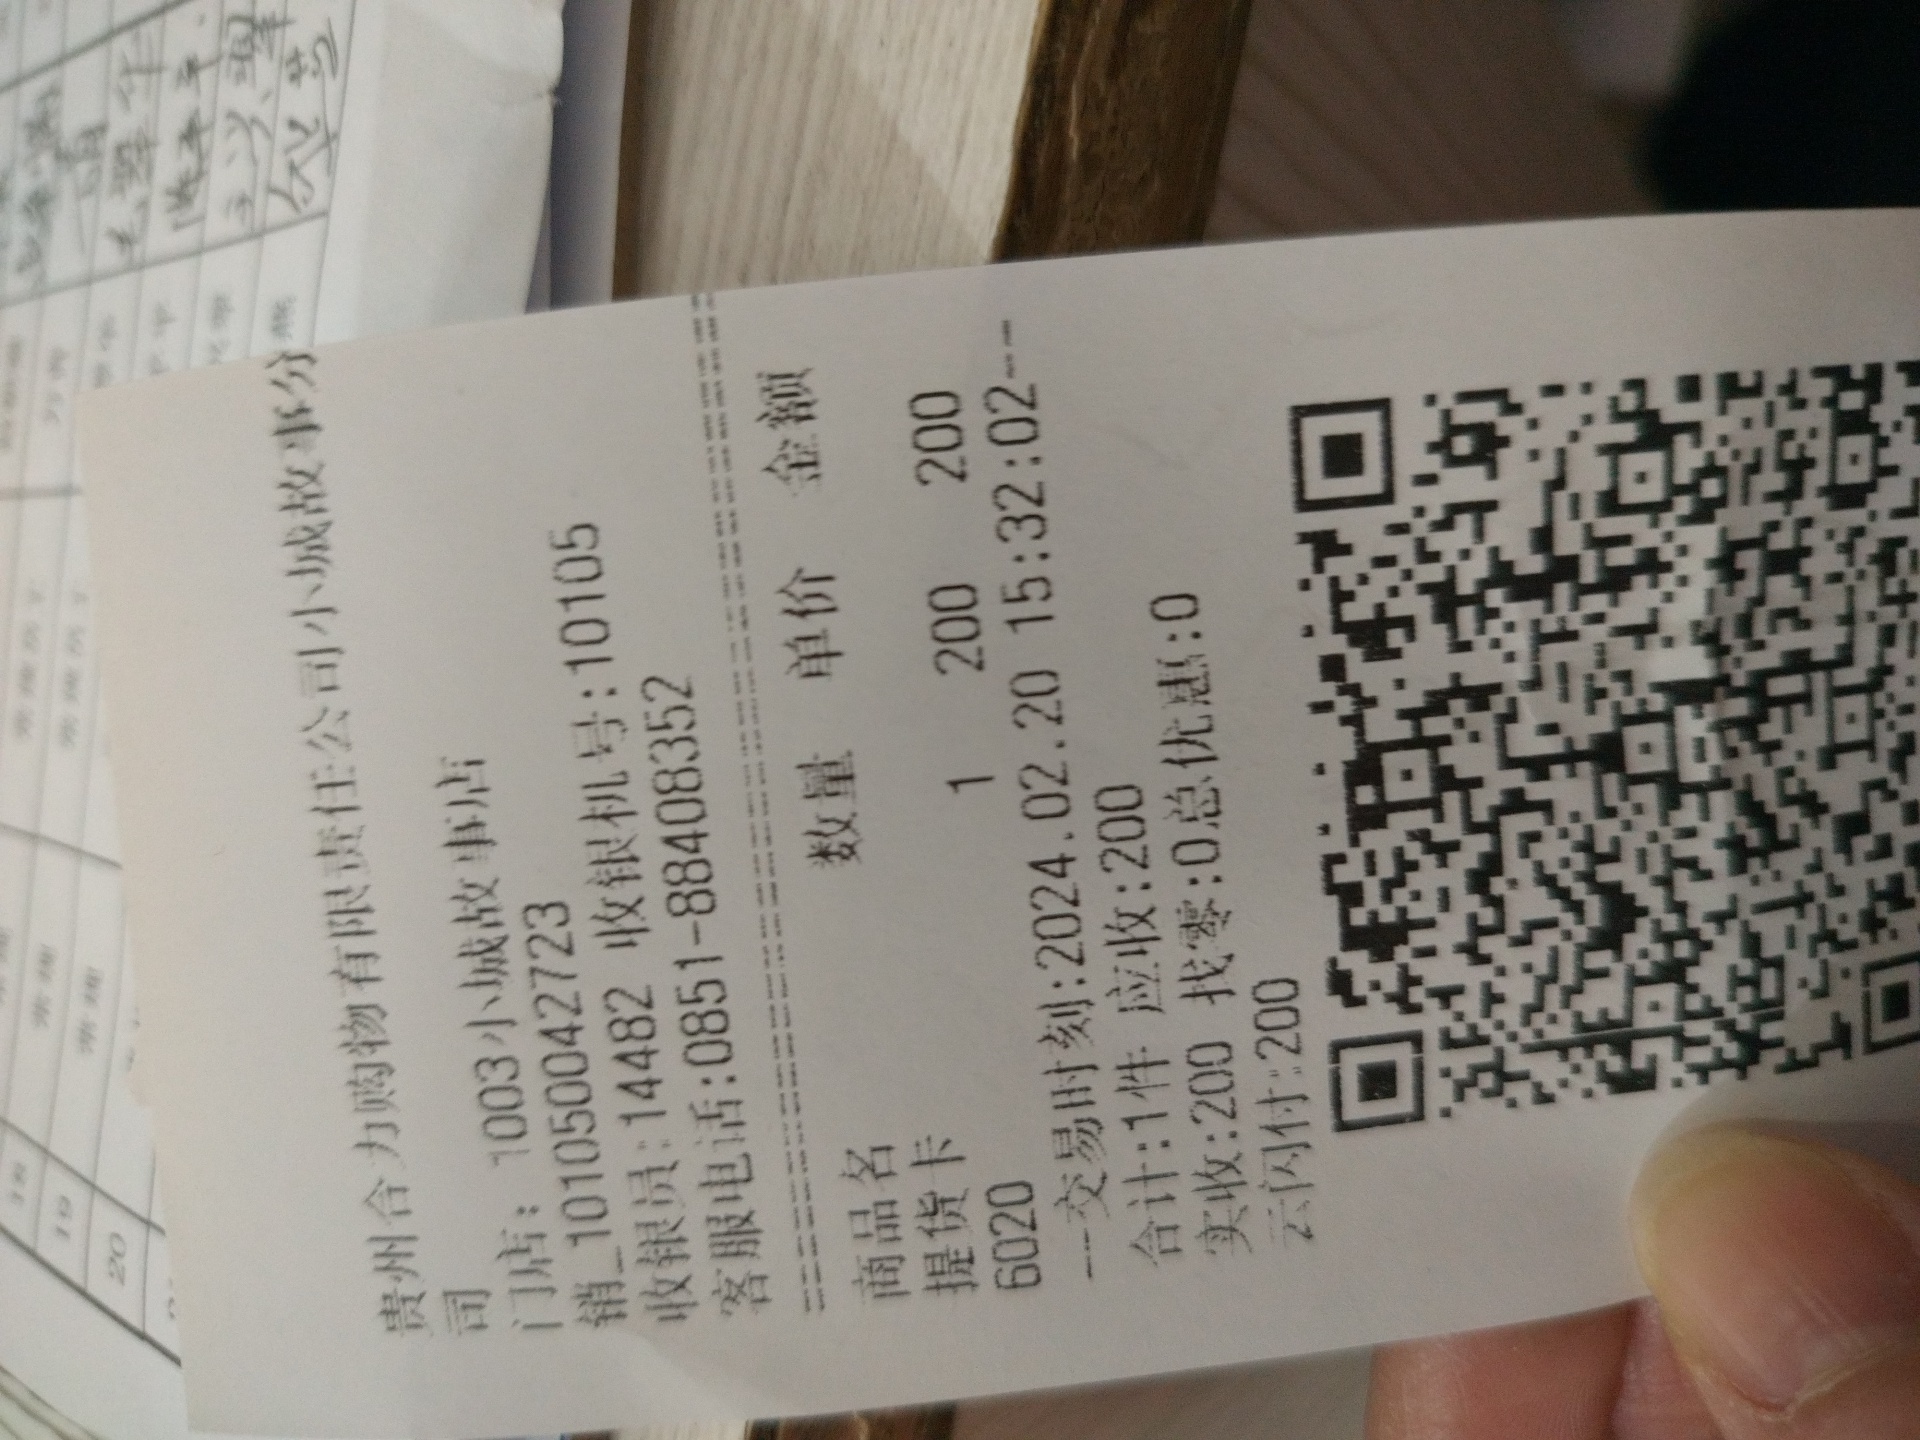 贵州合力购物有限责任公司小城故事分
司
门店: 1003小城故事店
销_101050042723
收银员:14482 收银机号:10105
客服电话:0851-88408352
商品名 数量 单价 金额
提货卡 1 200 200
6020
---交易时刻:2024.02.20 15:32:02---
合计:1件 应收:200
实收:200 找零:0总优惠:0
云闪付:200
18
19
20